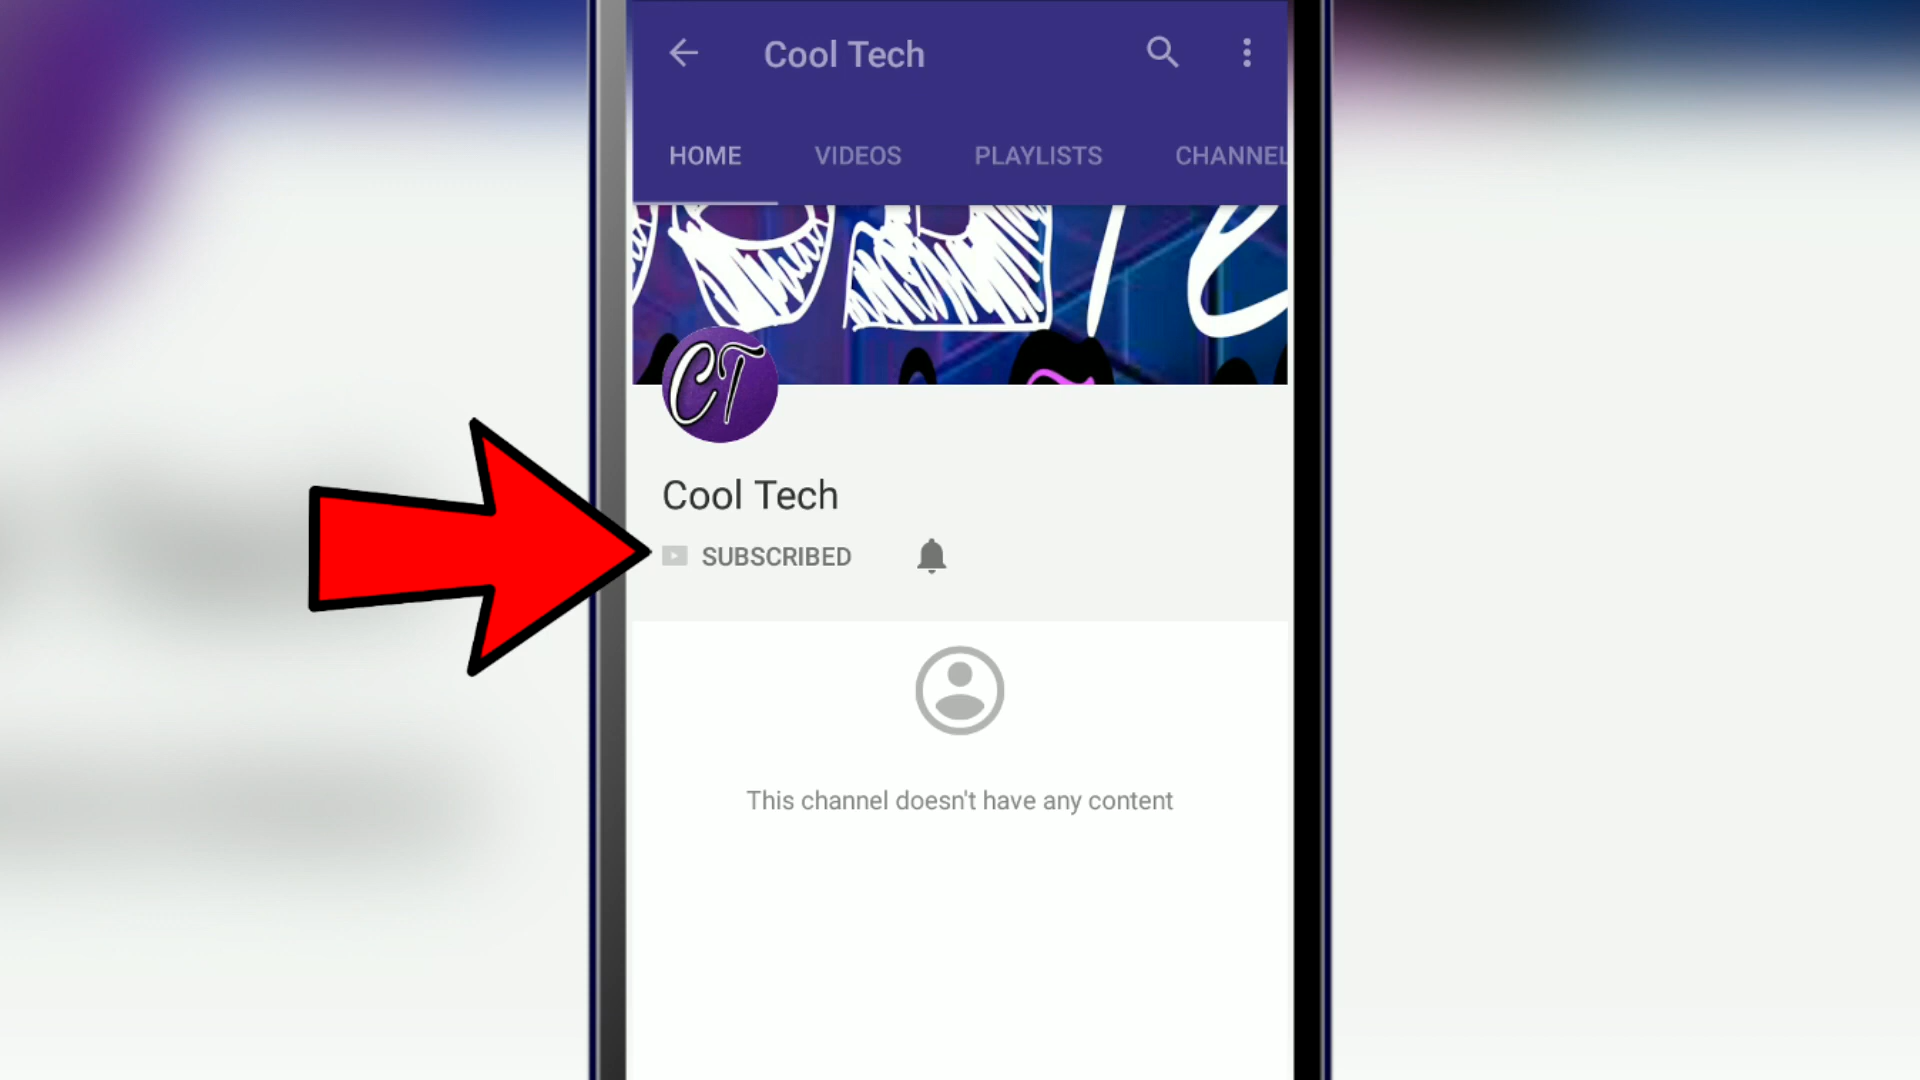 Cool Tech
HOME VIDEOS PLAYLISTS CHANNEL
CT
Cool Tech
SUBSCRIBED
This channel doesn't have any content